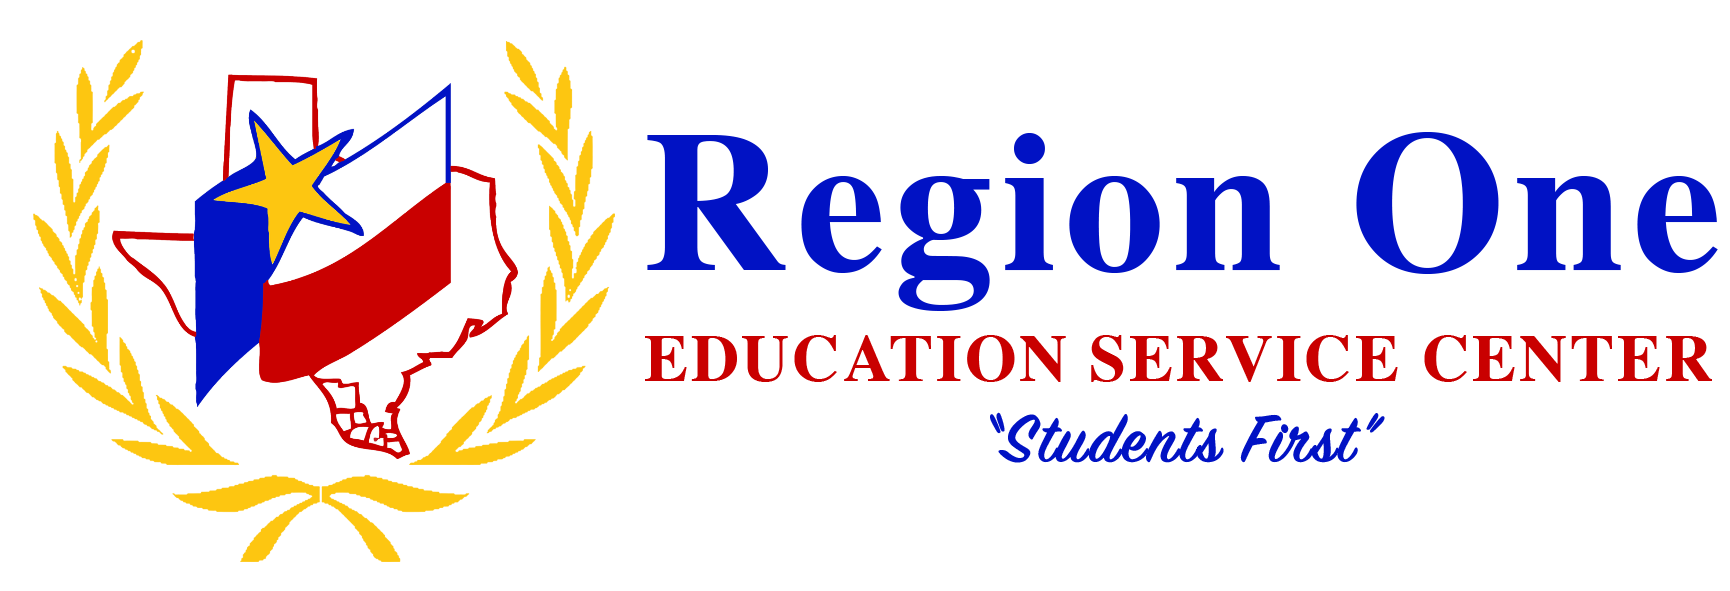 Region One
EDUCATION SERVICE CENTER
"Students First"